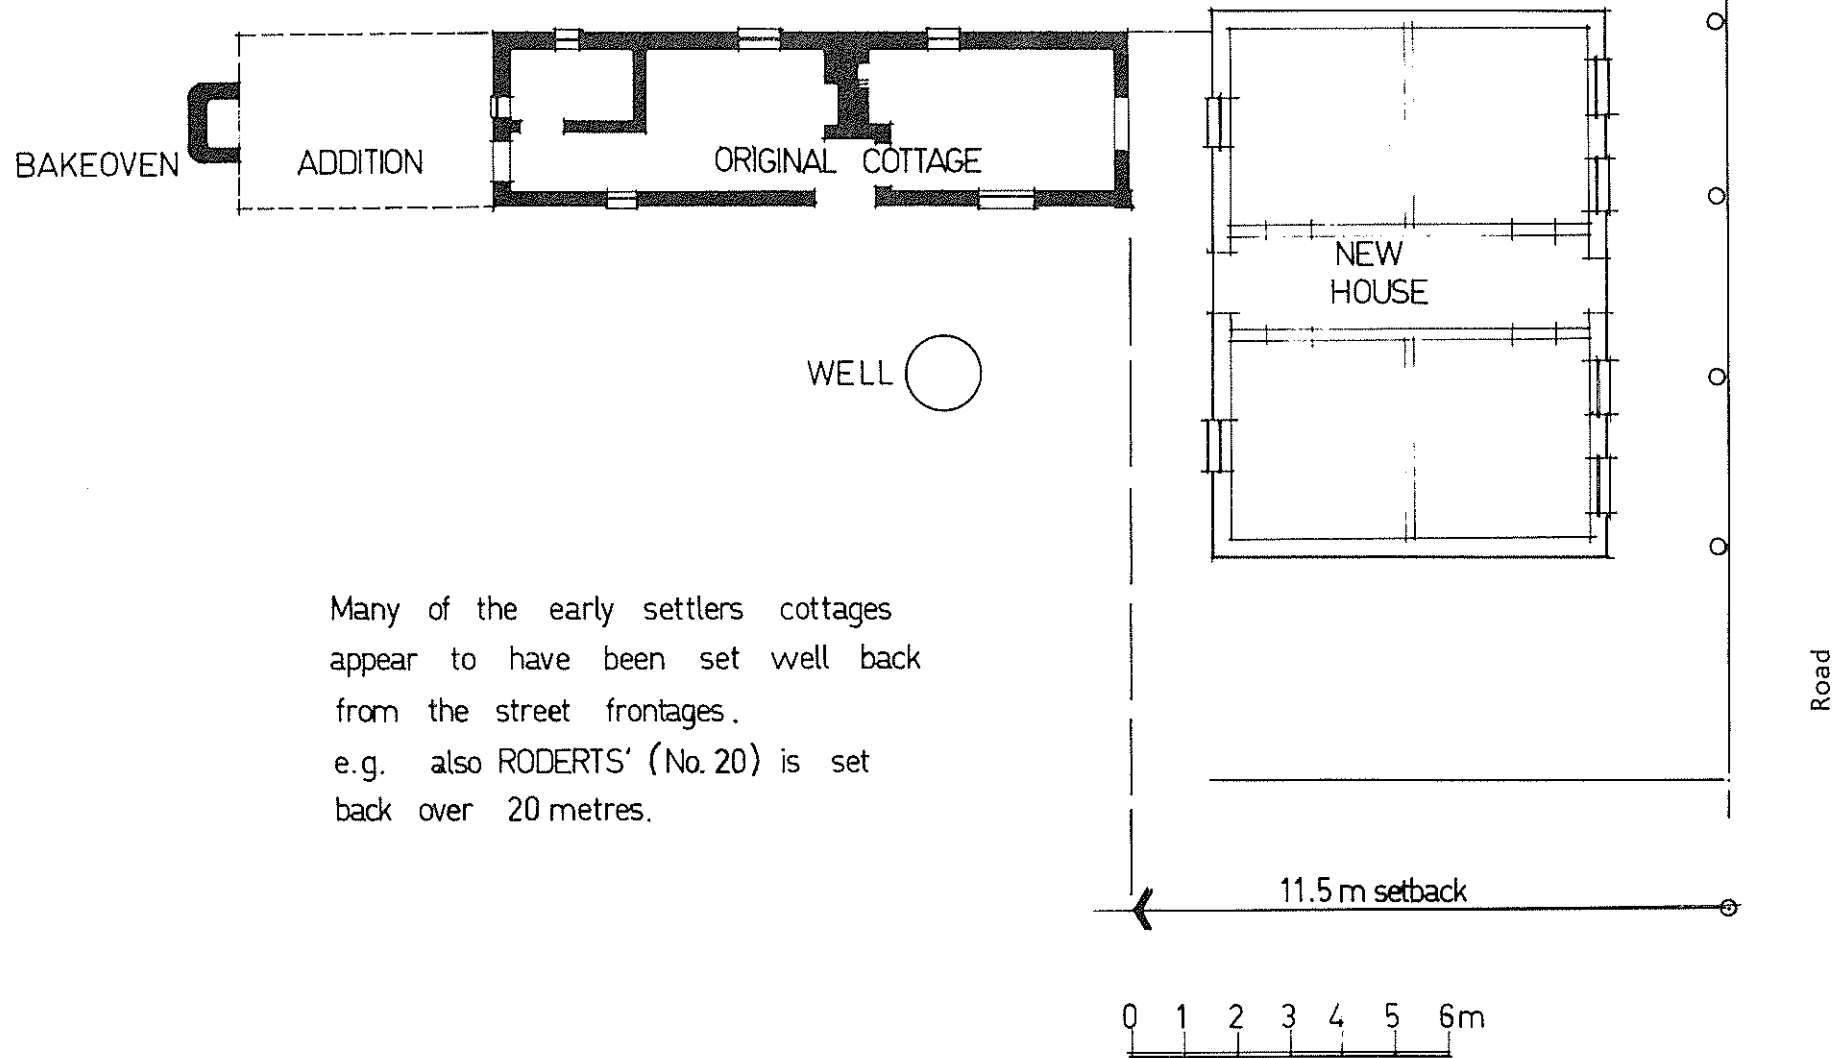 BAKEOVEN
ADDITION
ORIGINAL COTTAGE
NEW
HOUSE
WELL
Many of the early settlers cottages
appear to have been set well back
from the street frontages.
e.g. also RODERTS' (No. 20) is set
back over 20 metres.
Road
11.5 m setback
0 1 2 3 4 5 6m